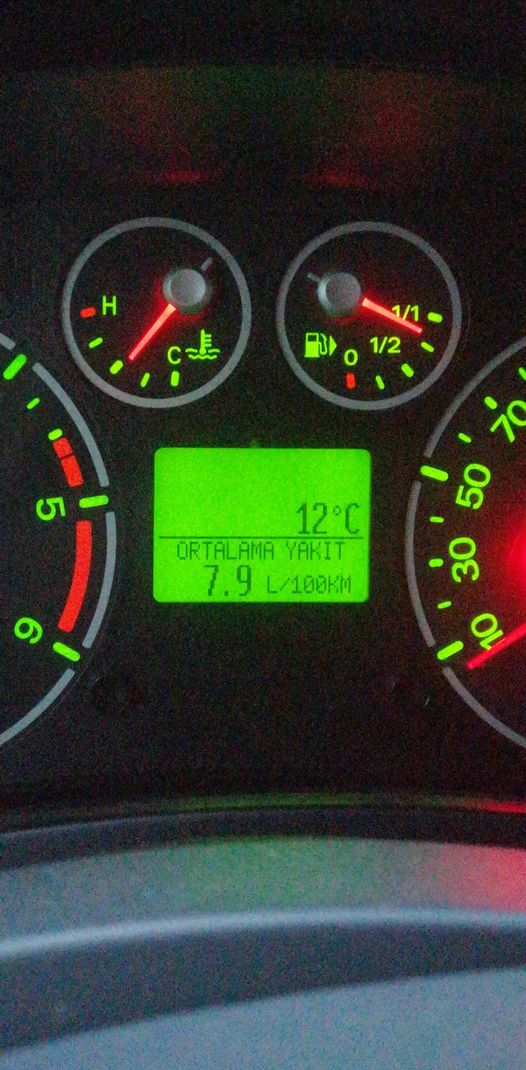 H
C
1/1
1/2
0
5
6
70
50
30
10
12°C
ORTALAMA YAKIT
7.9 L/100KM